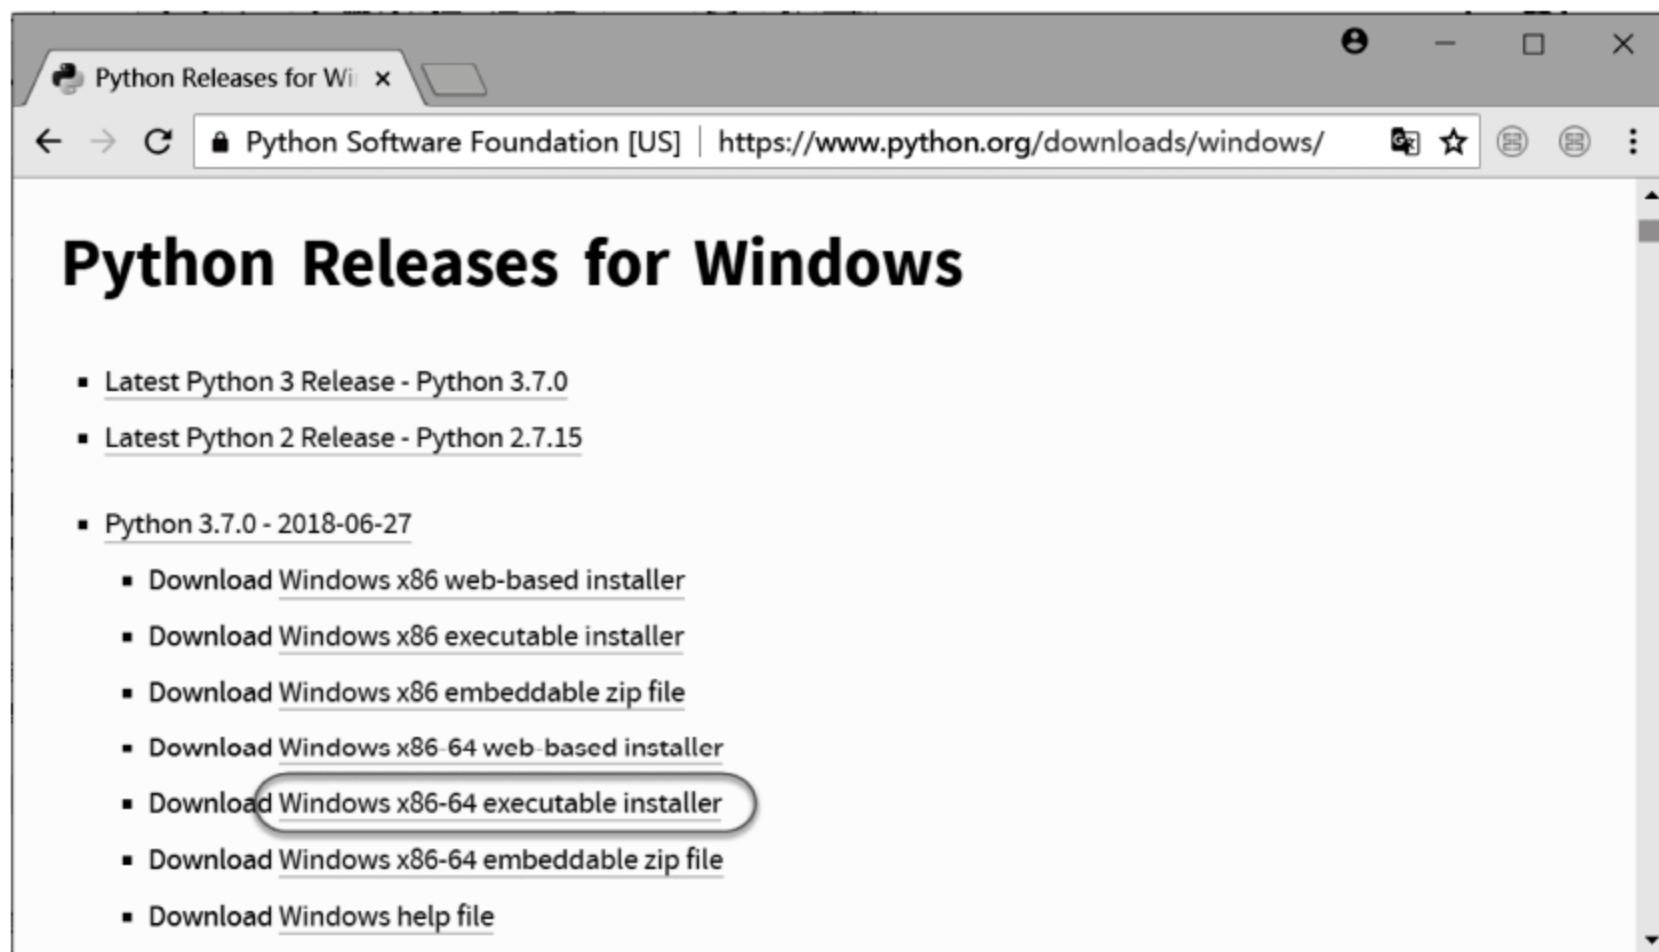 Python Releases for Wi
Python Software Foundation [US] | https://www.python.org/downloads/windows/
Python Releases for Windows
Latest Python 3 Release - Python 3.7.0
Latest Python 2 Release - Python 2.7.15
Python 3.7.0 - 2018-06-27
Download Windows x86 web-based installer
Download Windows x86 executable installer
Download Windows x86 embeddable zip file
Download Windows x86-64 web-based installer
Download Windows x86-64 executable installer
Download Windows x86-64 embeddable zip file
Download Windows help file